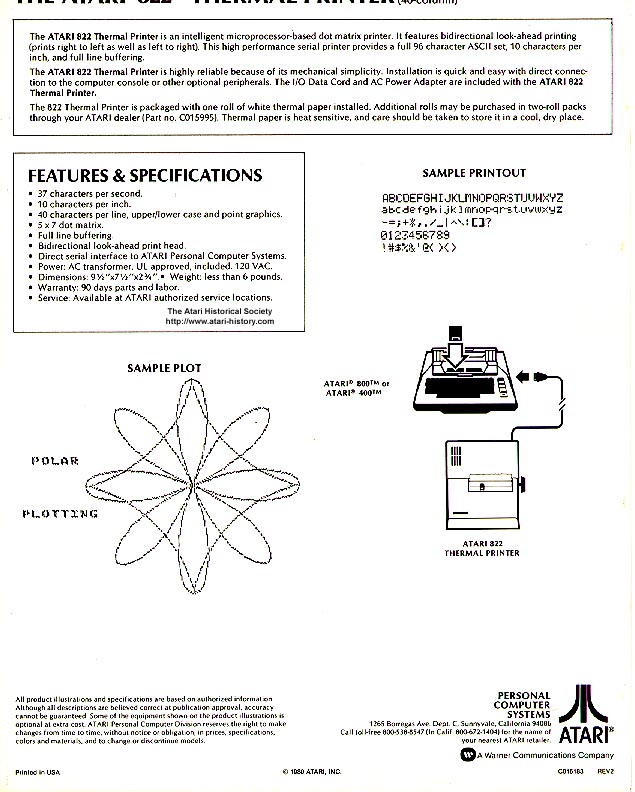 THE ATARI 822 THERMAL PRINTER (40-column)
The ATARI 822 Thermal Printer is an intelligent microprocessor-based dot matrix printer. It features bidirectional look-ahead printing
(prints right to left as well as left to right). This high performance serial printer provides a full 96 character ASCII set, 10 characters per
inch, and full line buffering.
The ATARI 822 Thermal Printer is highly reliable because of its mechanical simplicity. Installation is quick and easy with direct connec-
tion to the computer console or other optional peripherals. The I/O Data Cord and AC Power Adapter are included with the ATARI 822
Thermal Printer.
The 822 Thermal Printer is packaged with one roll of white thermal paper installed. Additional rolls may be purchased in two-roll packs
through your ATARI dealer (Part no. C015995). Thermal paper is heat sensitive, and care should be taken to store it in a cool, dry place.
FEATURES & SPECIFICATIONS
• 37 characters per second.
• 10 characters per inch.
• 40 characters per line, upper/lower case and point graphics.
• 5 x 7 dot matrix.
• Full line buffering.
• Bidirectional look-ahead print head.
• Direct serial interface to ATARI Personal Computer Systems.
• Power: AC transformer, UL approved, included. 120 VAC.
• Dimensions: 9½"x7½"x2¾". • Weight: less than 6 pounds.
• Warranty: 90 days parts and labor.
• Service: Available at ATARI authorized service locations.
The Atari Historical Society
http://www.atari-history.com
SAMPLE PRINTOUT
ABCDEFGHIJKLMNOPQRSTUVWXYZ
abcdefghijklmnopqrstuvwxyz
-=;+*,./_|^\:[]?
0123456789
!#$%&'@()<>
SAMPLE PLOT
POLAR
PLOTTING
ATARI® 800™ or
ATARI® 400™
ATARI 822
THERMAL PRINTER
All product illustrations and specifications are based on authorized information
Although all descriptions are believed correct at publication approval, accuracy
cannot be guaranteed. Some of the equipment shown on the product illustrations is
optional at extra cost. ATARI Personal Computer Division reserves the right to make
changes from time to time, without notice or obligation, in prices, specifications,
colors and materials, and to change or discontinue models.
PERSONAL
COMPUTER
SYSTEMS
1265 Borregas Ave. Dept. C, Sunnyvale, California 94086
Call toll-free 800-538-8547 (In Calif. 800-672-1404) for the name of
your nearest ATARI retailer.
ATARI®
A Warner Communications Company
Printed in USA
© 1980 ATARI, INC.
C016183 REV2